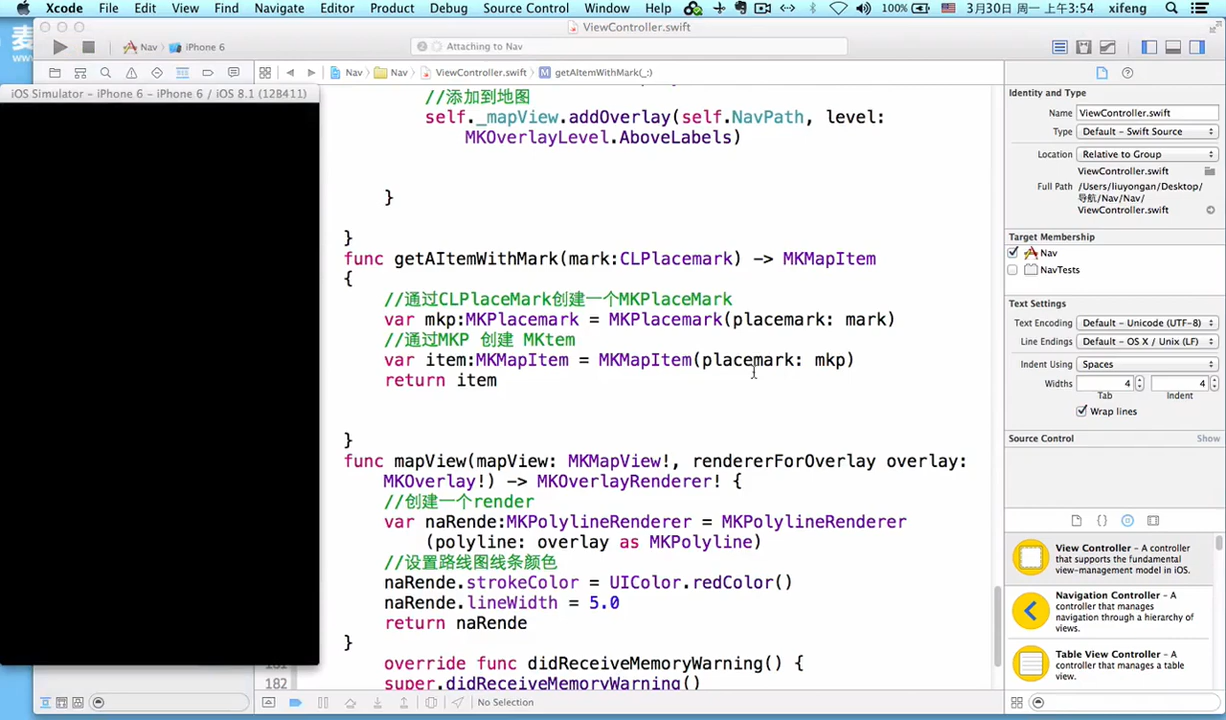 Xcode File Edit View Find Navigate Editor Product Debug Source Control Window Help 100% 3月30日 周一 上午3:54 xifeng
麦
ViewController.swift
Nav iPhone 6
Attaching to Nav
Nav Nav ViewController.swift M getAItemWithMark(_:)
iOS Simulator - iPhone 6 - iPhone 6 / iOS 8.1 (12B411)
//添加到地图
self._mapView.addOverlay(self.NavPath, level:
MKOverlayLevel.AboveLabels)
}
}
func getAItemWithMark(mark:CLPlacemark) -> MKMapItem
{
//通过CLPlaceMark创建一个MKPlaceMark
var mkp:MKPlacemark = MKPlacemark(placemark: mark)
//通过MKP 创建 MKtem
var item:MKMapItem = MKMapItem(placemark: mkp)
return item
}
func mapView(mapView: MKMapView!, rendererForOverlay overlay:
MKOverlay!) -> MKOverlayRenderer! {
//创建一个render
var naRende:MKPolylineRenderer = MKPolylineRenderer
(polyline: overlay as MKPolyline)
//设置路线图线条颜色
naRende.strokeColor = UIColor.redColor()
naRende.lineWidth = 5.0
return naRende
}
override func didReceiveMemoryWarning() {
182 super.didReceiveMemoryWarning()
No Selection
Identity and Type
Name ViewController.swift
Type Default - Swift Source
Location Relative to Group
ViewController.swift
Full Path /Users/liuyongan/Desktop/
导航/Nav/Nav/
ViewController.swift
Target Membership
Nav
NavTests
Text Settings
Text Encoding Default - Unicode (UTF-8)
Line Endings Default - OS X / Unix (LF)
Indent Using Spaces
Widths 4 4
Tab Indent
Wrap lines
Source Control Show
View Controller - A controller
that supports the fundamental
view-management model in iOS.
Navigation Controller - A
controller that manages
navigation through a hierarchy of
views.
Table View Controller - A
controller that manages a table
view.